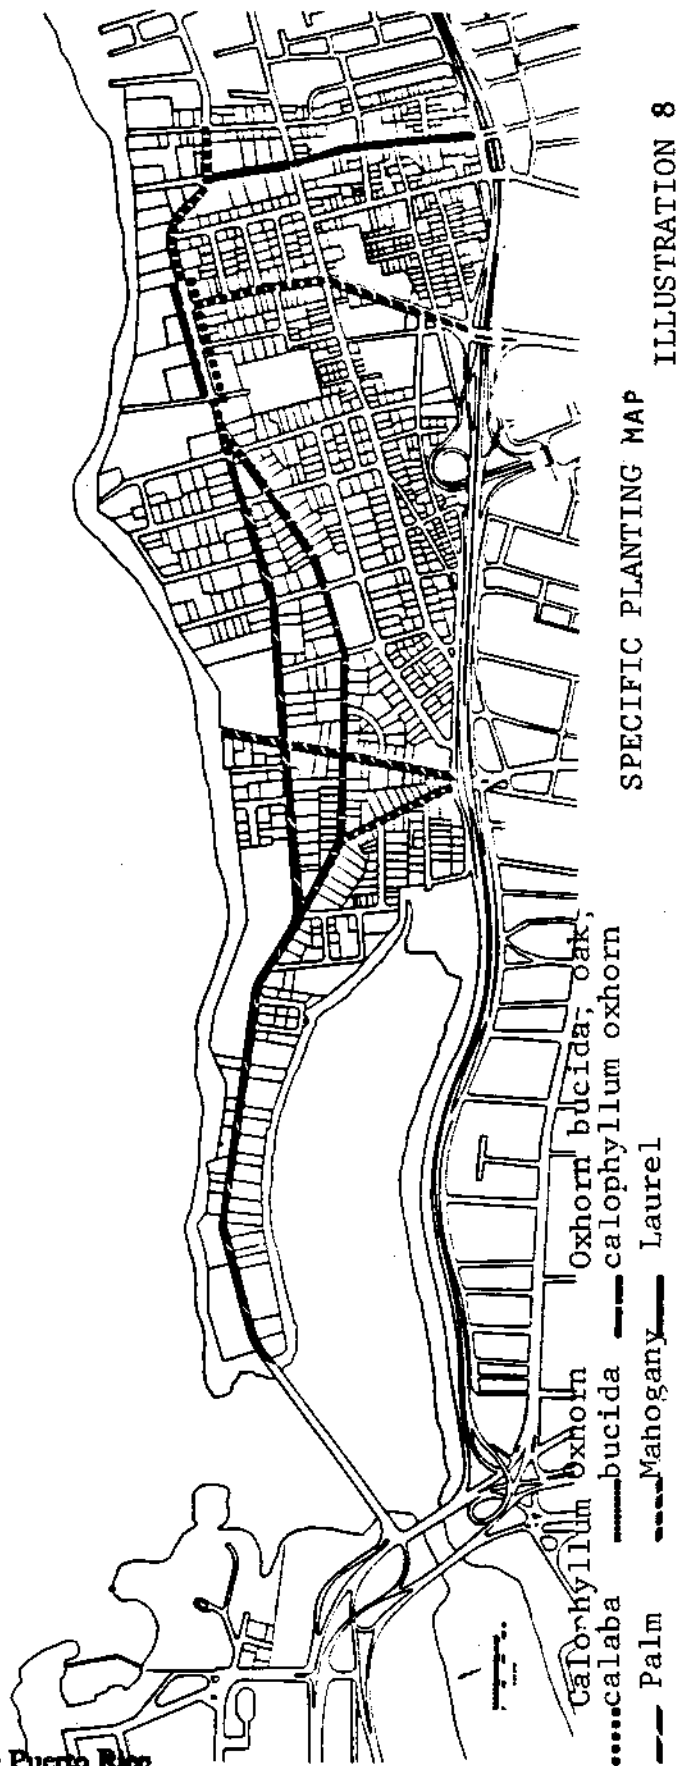 Puerto Rico
SPECIFIC PLANTING MAP
ILLUSTRATION 8
Calophyllum Oxhorn Oxhorn bucida, oak,
calaba bucida calophyllum oxhorn
Palm Mahogany Laurel